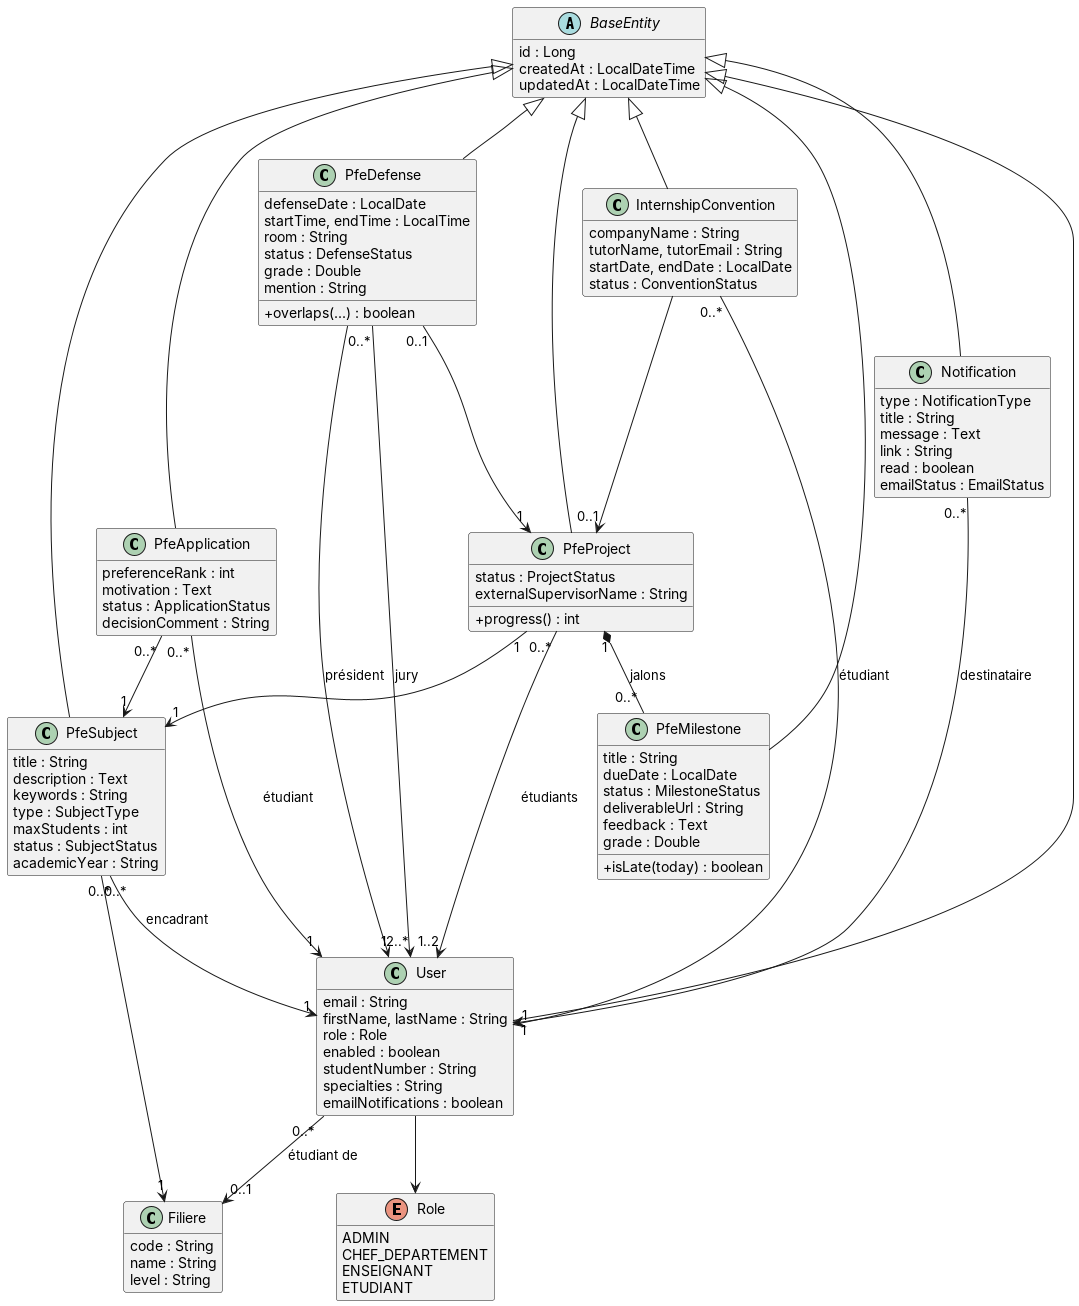 A BaseEntity
id : Long
createdAt : LocalDateTime
updatedAt : LocalDateTime
C PfeDefense
defenseDate : LocalDate
startTime, endTime : LocalTime
room : String
status : DefenseStatus
grade : Double
mention : String
+overlaps(...) : boolean
C InternshipConvention
companyName : String
tutorName, tutorEmail : String
startDate, endDate : LocalDate
status : ConventionStatus
0..*
0..1
0..*
C Notification
type : NotificationType
title : String
message : Text
link : String
read : boolean
emailStatus : EmailStatus
0..*
1
0..1
C PfeApplication
preferenceRank : int
motivation : Text
status : ApplicationStatus
decisionComment : String
C PfeProject
status : ProjectStatus
externalSupervisorName : String
+progress() : int
0..*
0..*
1
0..*
1
président
jury
jalons
étudiant
destinataire
1
1
0..*
C PfeSubject
title : String
description : Text
keywords : String
type : SubjectType
maxStudents : int
status : SubjectStatus
academicYear : String
C PfeMilestone
title : String
dueDate : LocalDate
status : MilestoneStatus
deliverableUrl : String
feedback : Text
grade : Double
+isLate(today) : boolean
étudiant
étudiants
0..*
0..*
encadrant
1
1
2..*
1..2
1
1
1
C User
email : String
firstName, lastName : String
role : Role
enabled : boolean
studentNumber : String
specialties : String
emailNotifications : boolean
0..*
étudiant de
1
0..1
C Filiere
code : String
name : String
level : String
E Role
ADMIN
CHEF_DEPARTEMENT
ENSEIGNANT
ETUDIANT